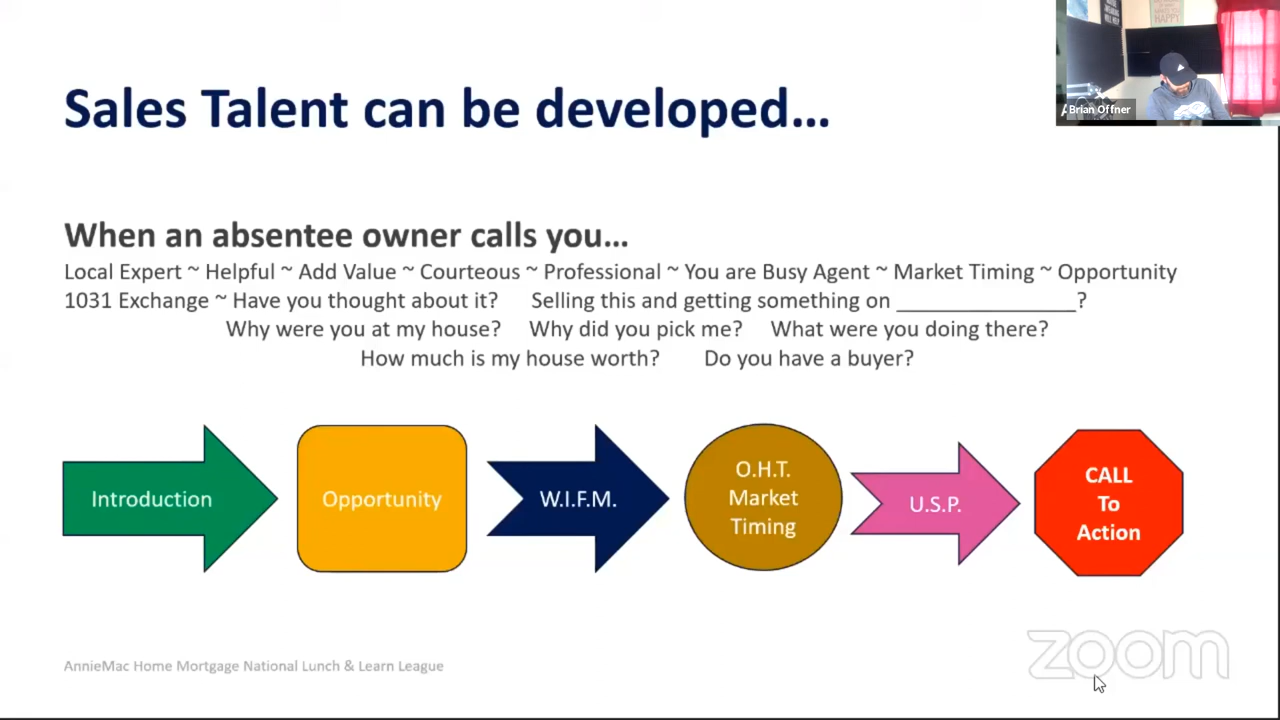 Sales Talent can be developed...
HAPPY
Brian Offner
When an absentee owner calls you...
Local Expert ~ Helpful ~ Add Value ~ Courteous ~ Professional ~ You are Busy Agent ~ Market Timing ~ Opportunity
1031 Exchange ~ Have you thought about it? Selling this and getting something on _______________?
Why were you at my house? Why did you pick me? What were you doing there?
How much is my house worth? Do you have a buyer?
Introduction
Opportunity
W.I.F.M.
O.H.T.
Market
Timing
U.S.P.
CALL
To
Action
AnnieMac Home Mortgage National Lunch & Learn League
zoom